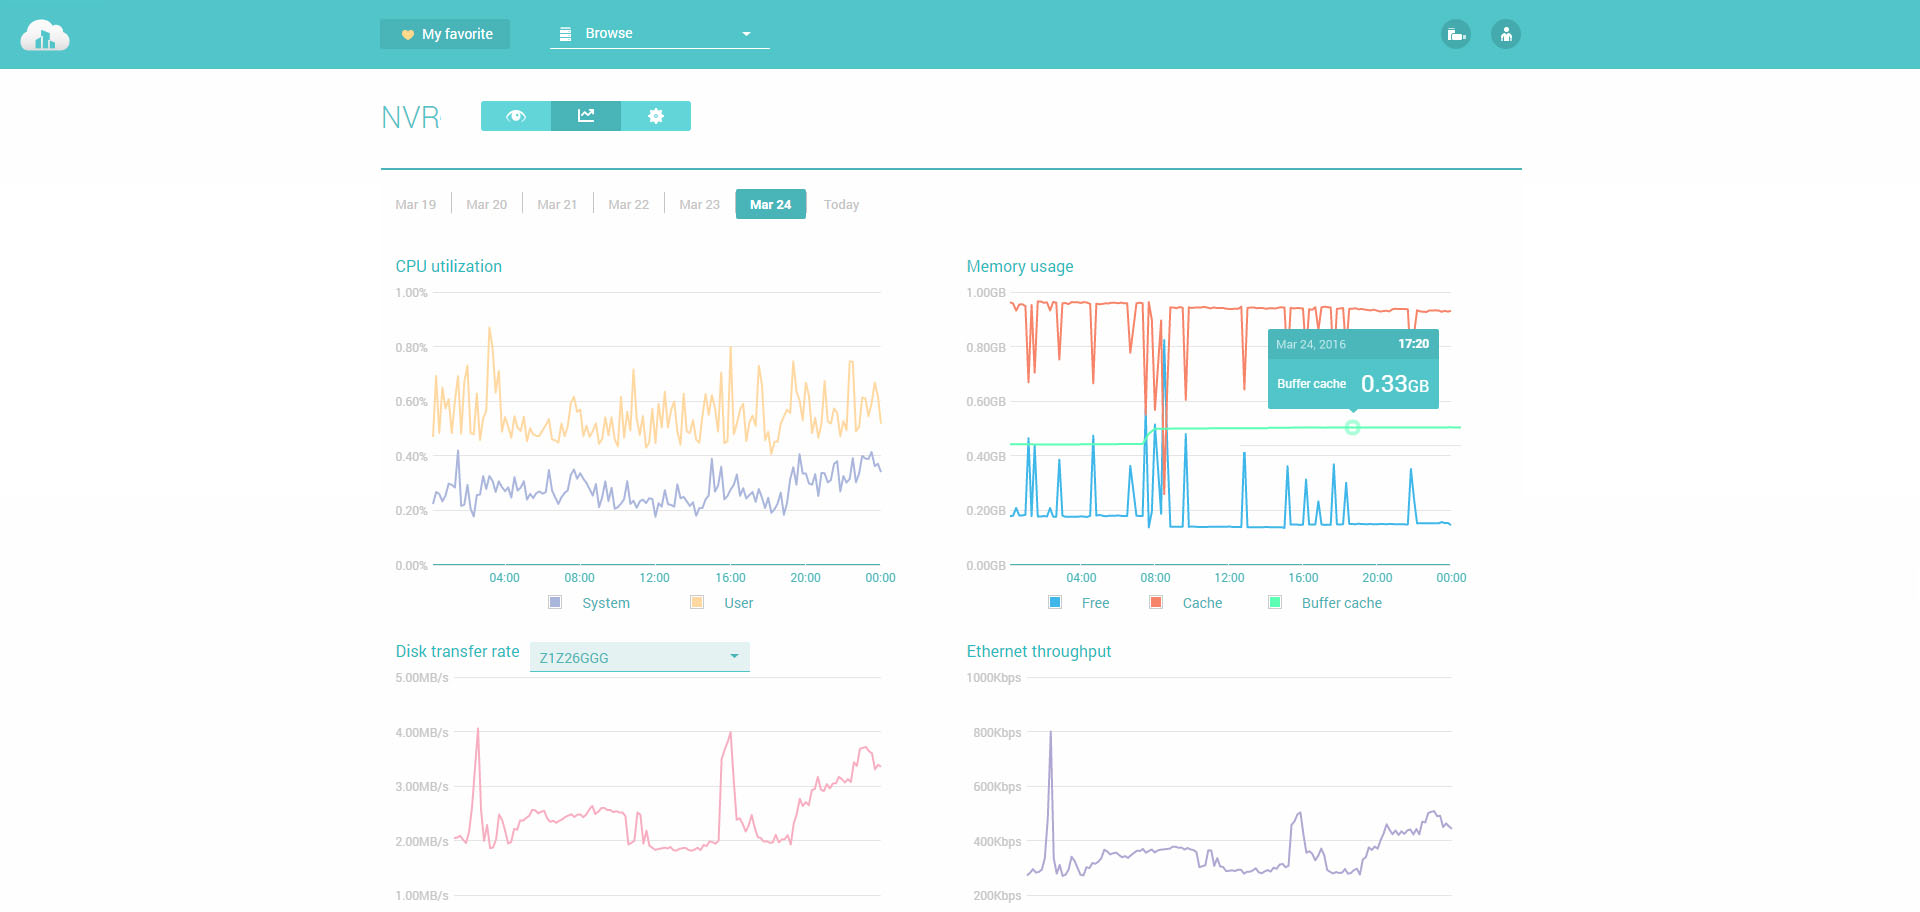 My favorite
Browse
NVR
Mar 19
Mar 20
Mar 21
Mar 22
Mar 23
Mar 24
Today
CPU utilization
1.00%
0.80%
0.60%
0.40%
0.20%
0.00%
04:00 08:00 12:00 16:00 20:00 00:00
System User
Memory usage
1.00GB
0.80GB
0.60GB
0.40GB
0.20GB
0.00GB
Mar 24, 2016 17:20
Buffer cache 0.33GB
04:00 08:00 12:00 16:00 20:00 00:00
Free Cache Buffer cache
Disk transfer rate Z1Z26GGG
5.00MB/s
4.00MB/s
3.00MB/s
2.00MB/s
1.00MB/s
Ethernet throughput
1000Kbps
800Kbps
600Kbps
400Kbps
200Kbps